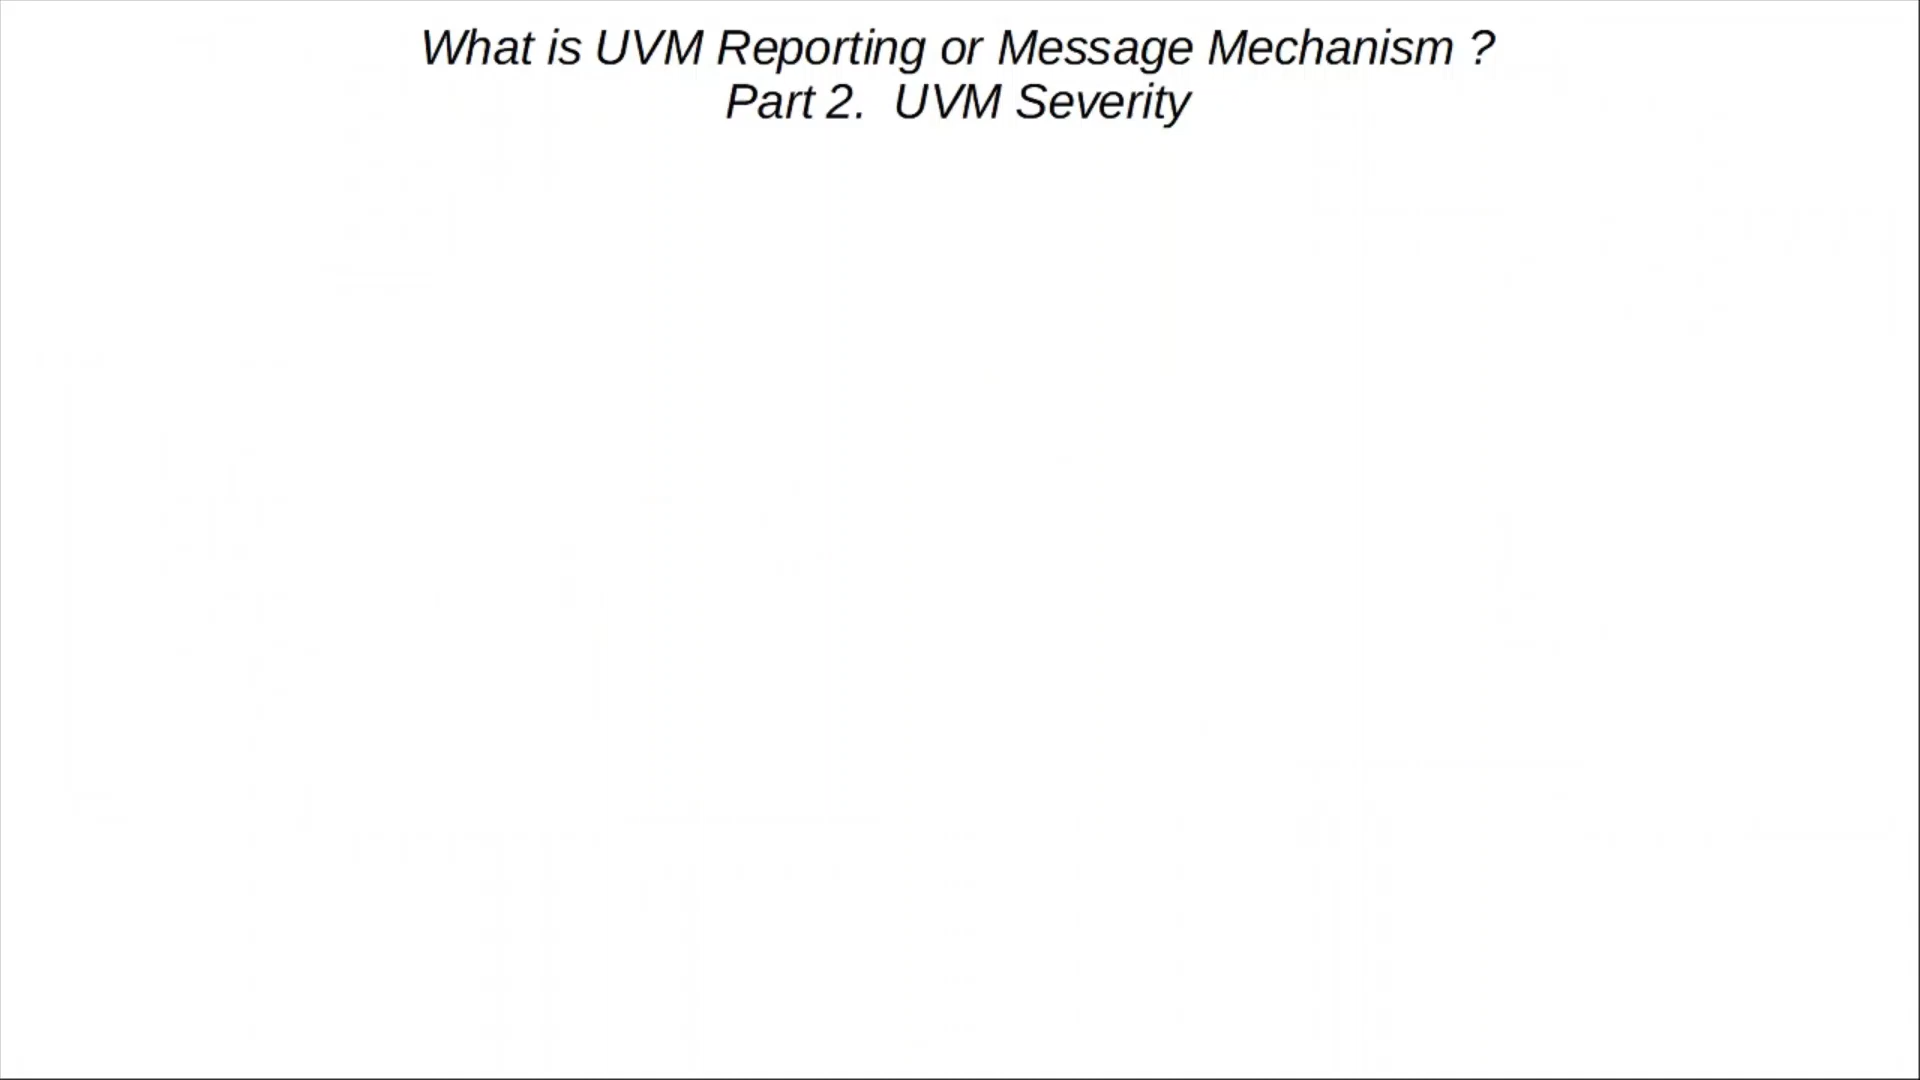 What is UVM Reporting or Message Mechanism ?
Part 2.  UVM Severity